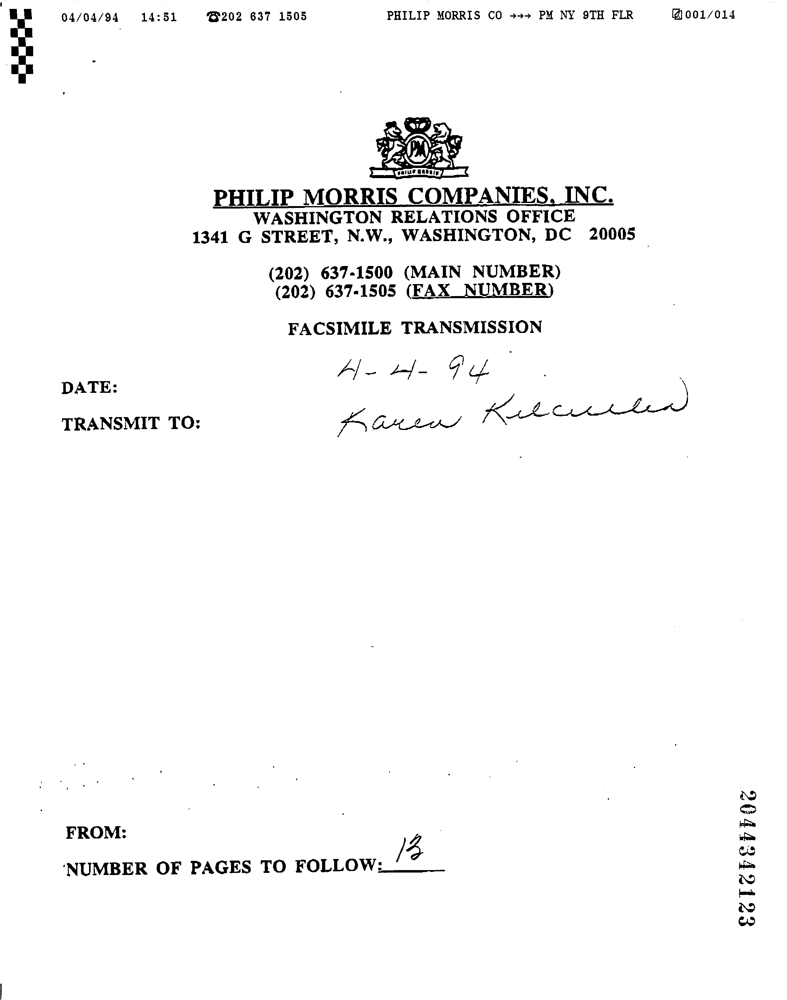 04/04/94 14:51 ☎202 637 1505 PHILIP MORRIS CO →→→ PM NY 9TH FLR 001/014
PM
PHILIP MORRIS
PHILIP MORRIS COMPANIES, INC.
WASHINGTON RELATIONS OFFICE
1341 G STREET, N.W., WASHINGTON, DC 20005
(202) 637-1500 (MAIN NUMBER)
(202) 637-1505 (FAX NUMBER)
FACSIMILE TRANSMISSION
DATE: 4-4-94
TRANSMIT TO: Karen
FROM:
NUMBER OF PAGES TO FOLLOW: 13
2044342123